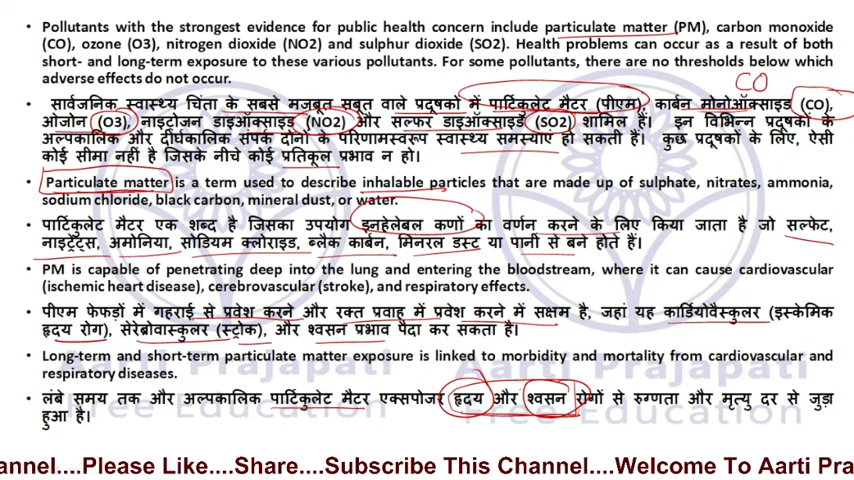 • Pollutants with the strongest evidence for public health concern include particulate matter (PM), carbon monoxide
(CO), ozone (O3), nitrogen dioxide (NO2) and sulphur dioxide (SO2). Health problems can occur as a result of both
short- and long-term exposure to these various pollutants. For some pollutants, there are no thresholds below which
adverse effects do not occur.
CO
• सार्वजनिक स्वास्थ्य चिंता के सबसे मजबूत सबूत वाले प्रदूषकों में पार्टिकुलेट मैटर (पीएम), कार्बन मोनोऑक्साइड (CO),
ओजोन (O3), नाइट्रोजन डाइऑक्साइड (NO2) और सल्फर डाइऑक्साइड (SO2) शामिल हैं। इन विभिन्न प्रदूषकों के
अल्पकालिक और दीर्घकालिक संपर्क दोनों के परिणामस्वरूप स्वास्थ्य समस्याएं हो सकती हैं। कुछ प्रदूषकों के लिए, ऐसी
कोई सीमा नहीं है जिसके नीचे कोई प्रतिकूल प्रभाव न हो।
• Particulate matter is a term used to describe inhalable particles that are made up of sulphate, nitrates, ammonia,
sodium chloride, black carbon, mineral dust, or water.
• पार्टिकुलेट मैटर एक शब्द है जिसका उपयोग इनहेलेबल कणों का वर्णन करने के लिए किया जाता है जो सल्फेट,
नाइट्रेट्स, अमोनिया, सोडियम क्लोराइड, ब्लेक कार्बन, मिनरल डस्ट या पानी से बने होते हैं।
• PM is capable of penetrating deep into the lung and entering the bloodstream, where it can cause cardiovascular
(ischemic heart disease), cerebrovascular (stroke), and respiratory effects.
• पीएम फेफड़ों में गहराई से प्रवेश करने और रक्त प्रवाह में प्रवेश करने में सक्षम है, जहां यह कार्डियोवैस्कुलर (इस्केमिक
हृदय रोग), सेरेब्रोवास्कुलर (स्ट्रोक), और श्वसन प्रभाव पैदा कर सकता है।
• Long-term and short-term particulate matter exposure is linked to morbidity and mortality from cardiovascular and
respiratory diseases.
• लंबे समय तक और अल्पकालिक पार्टिकुलेट मैटर एक्सपोजर हृदय और श्वसन रोगों से रुग्णता और मृत्यु दर से जुड़ा
हुआ है।
Aarti Prajapati
Free Education
Aarti Prajapati
Free Education
annel....Please Like....Share....Subscribe This Channel....Welcome To Aarti Pra